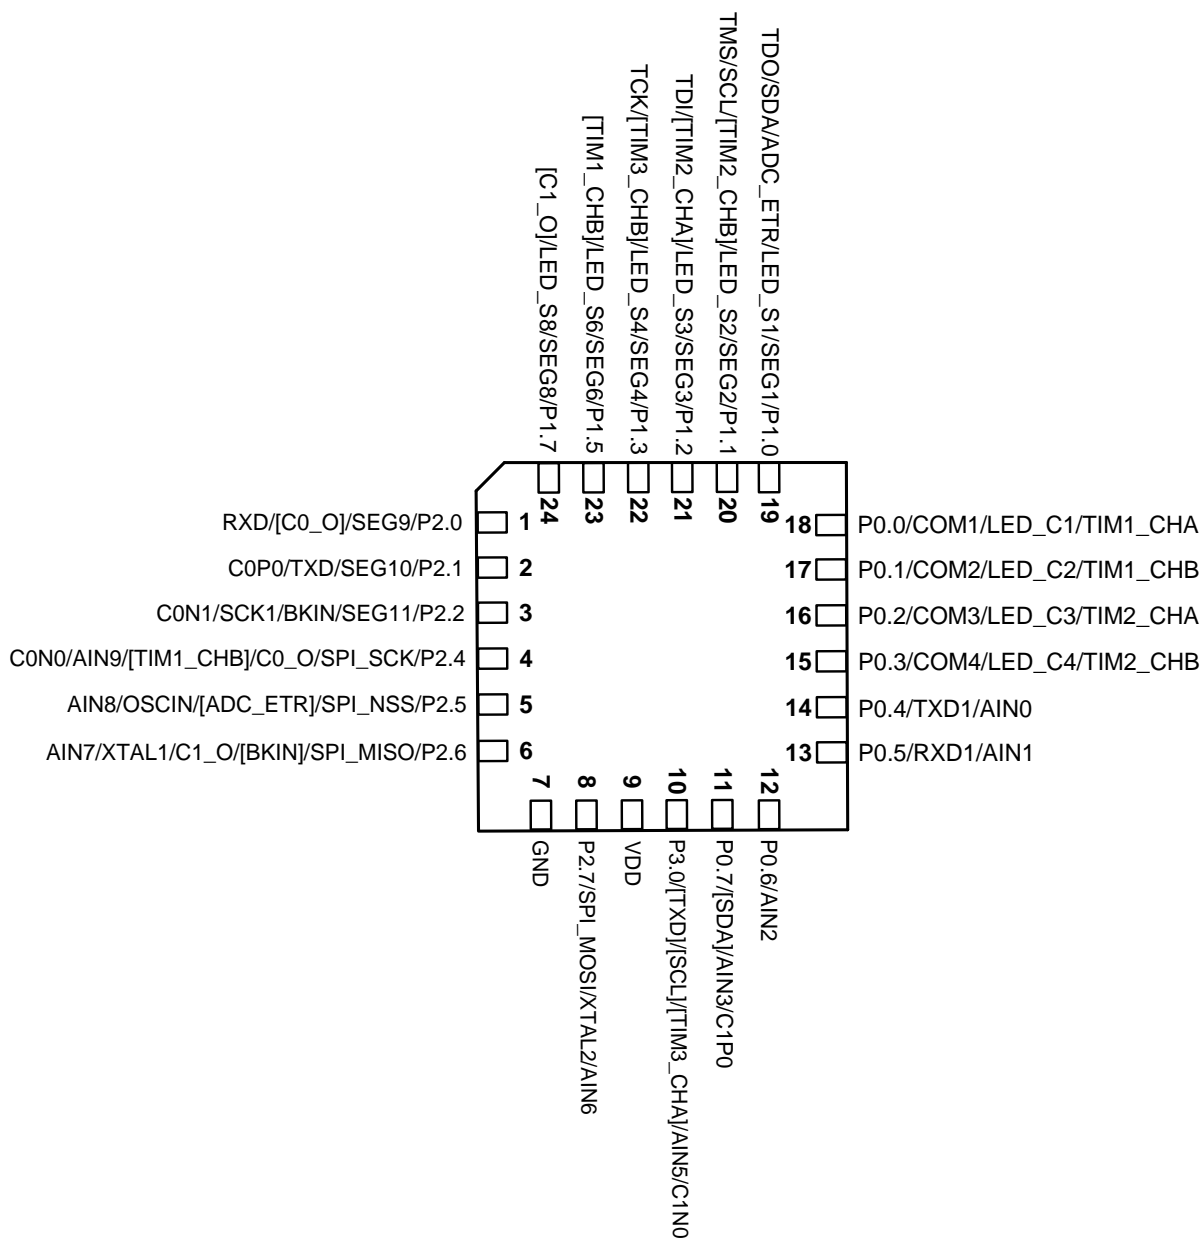 TDO/SDA/ADC_ETR/LED_S1/SEG1/P1.0
TMS/SCL/[TIM2_CHB]/LED_S2/SEG2/P1.1
TDI/[TIM2_CHA]/LED_S3/SEG3/P1.2
TCK/[TIM3_CHB]/LED_S4/SEG4/P1.3
[TIM1_CHB]/LED_S6/SEG6/P1.5
[C1_O]/LED_S8/SEG8/P1.7
24
23
22
21
20
19
RXD/[C0_O]/SEG9/P2.0 1
C0P0/TXD/SEG10/P2.1 2
C0N1/SCK1/BKIN/SEG11/P2.2 3
C0N0/AIN9/[TIM1_CHB]/C0_O/SPI_SCK/P2.4 4
AIN8/OSCIN/[ADC_ETR]/SPI_NSS/P2.5 5
AIN7/XTAL1/C1_O/[BKIN]/SPI_MISO/P2.6 6
18 P0.0/COM1/LED_C1/TIM1_CHA
17 P0.1/COM2/LED_C2/TIM1_CHB
16 P0.2/COM3/LED_C3/TIM2_CHA
15 P0.3/COM4/LED_C4/TIM2_CHB
14 P0.4/TXD1/AIN0
13 P0.5/RXD1/AIN1
7
8
9
10
11
12
GND
P2.7/SPI_MOSI/XTAL2/AIN6
VDD
P3.0/[TXD]/[SCL]/[TIM3_CHA]/AIN5/C1N0
P0.7/[SDA]/AIN3/C1P0
P0.6/AIN2